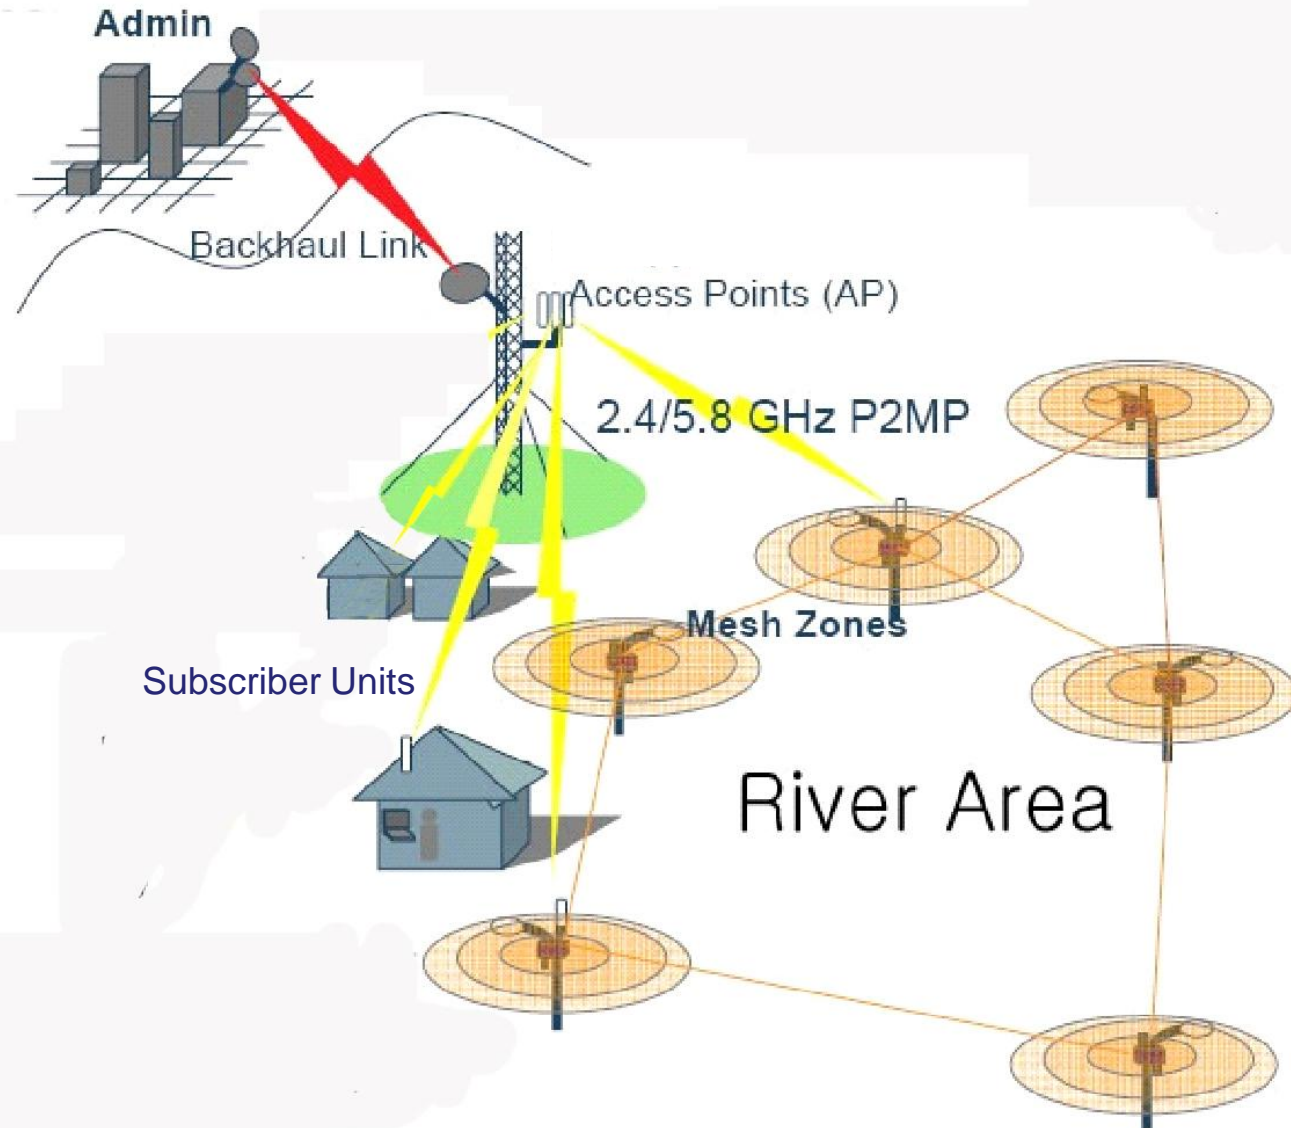 Admin
Backhaul Link
Access Points (AP)
2.4/5.8 GHz P2MP
Mesh Zones
Subscriber Units
River Area